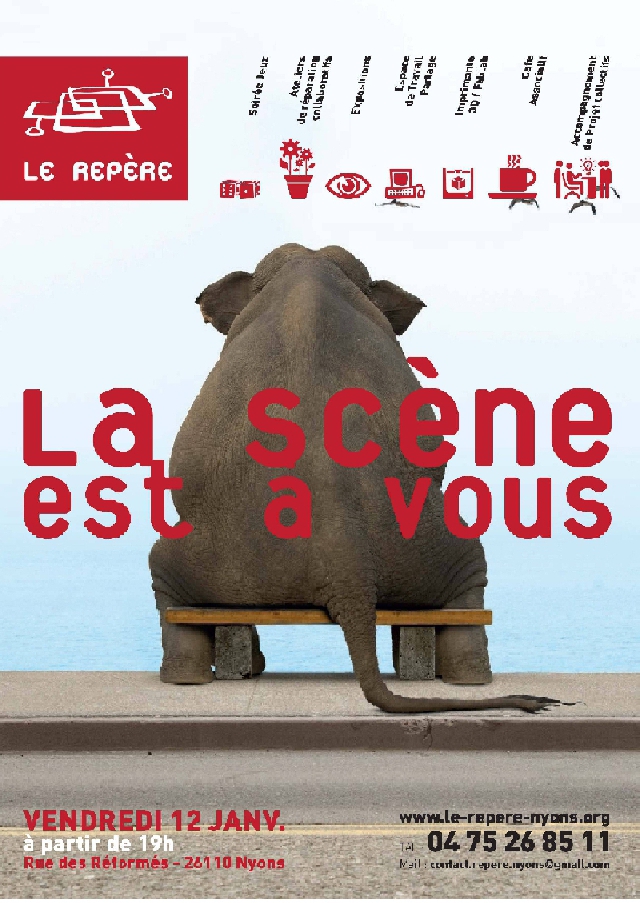 LE REPÈRE
Soirée Jeux
Ateliers
de réparation
collaboratifs
Expositions
Espace
de Travail
Partagé
Imprimante
3D / FabLab
Café
Associatif
Accompagnement
de Projet Collectifs
La scène
est a vous
VENDREDI 12 JANV.
à partir de 19h
Rue des Réformés - 26110 Nyons
www.le-repere-nyons.org
Tél. 04 75 26 85 11
Mail : contact.repere.nyons@gmail.com